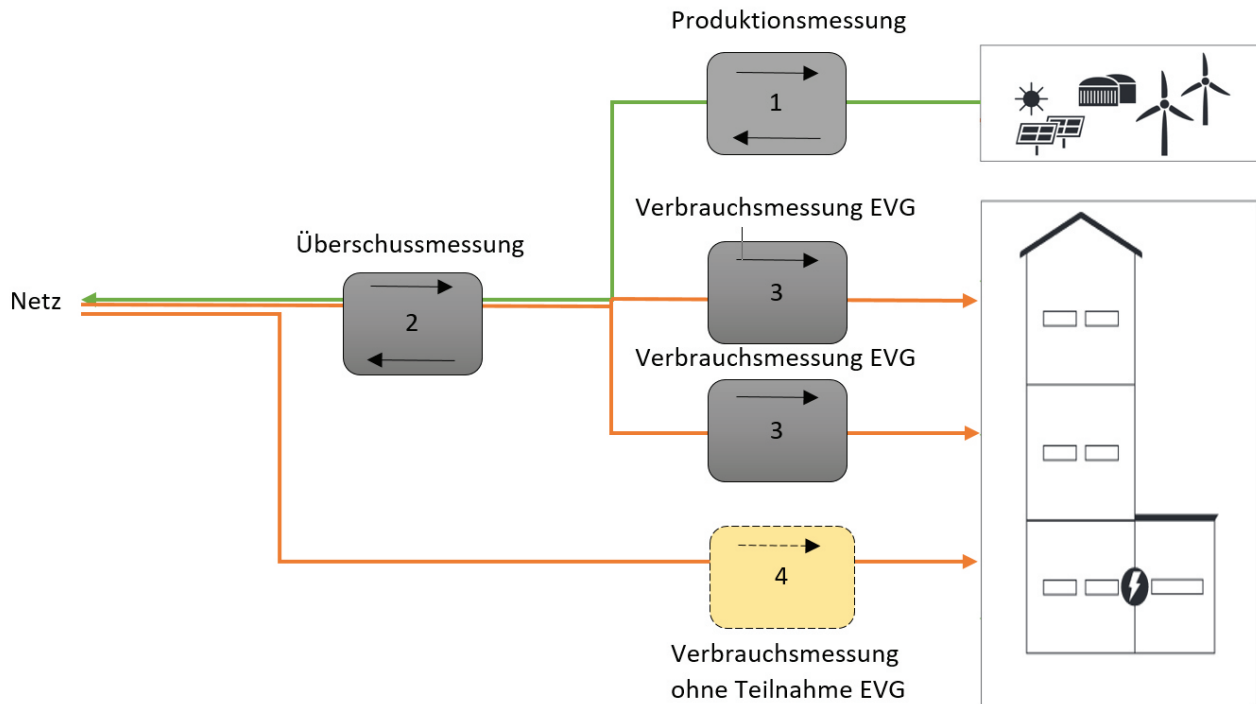 Produktionsmessung
1
Verbrauchsmessung EVG
Überschussmessung
3
Netz
2
Verbrauchsmessung EVG
3
4
Verbrauchsmessung
ohne Teilnahme EVG